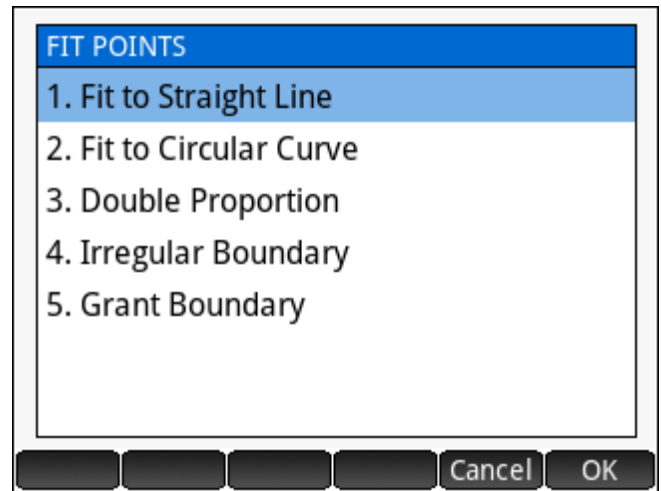 FIT POINTS
1. Fit to Straight Line
2. Fit to Circular Curve
3. Double Proportion
4. Irregular Boundary
5. Grant Boundary
Cancel OK